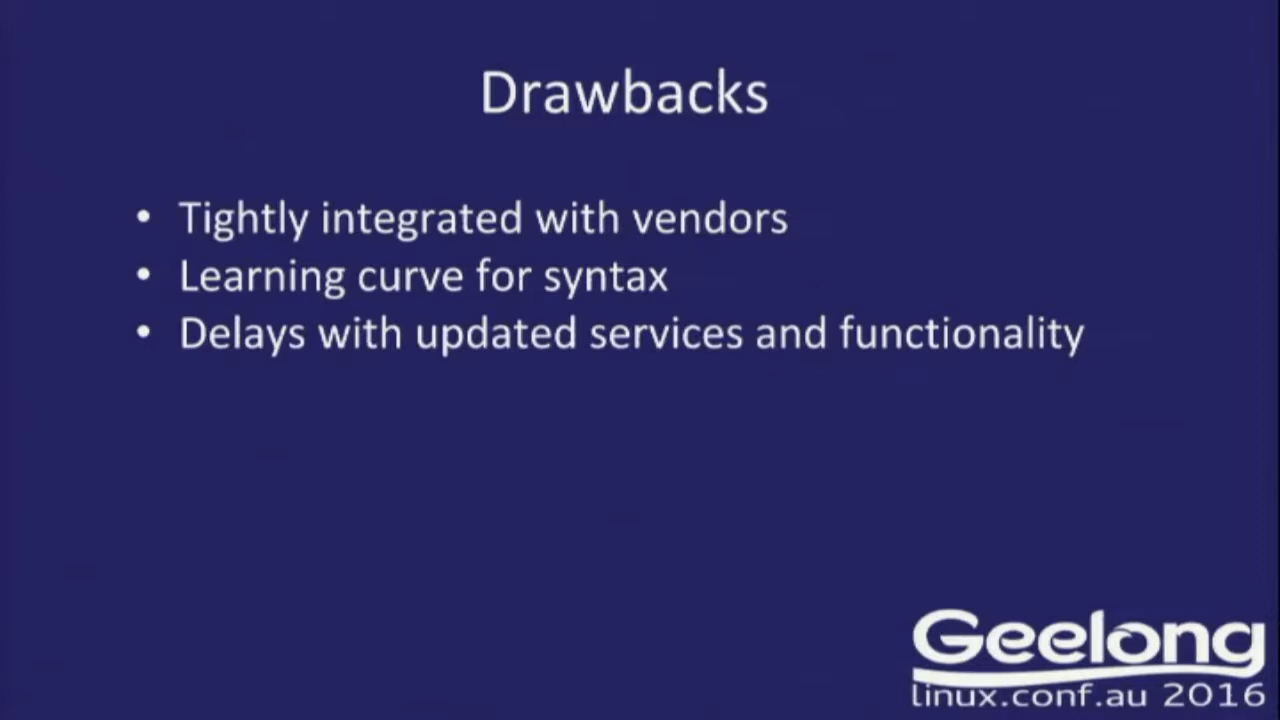 Drawbacks
• Tightly integrated with vendors
• Learning curve for syntax
• Delays with updated services and functionality
Geelong
linux.conf.au 2016